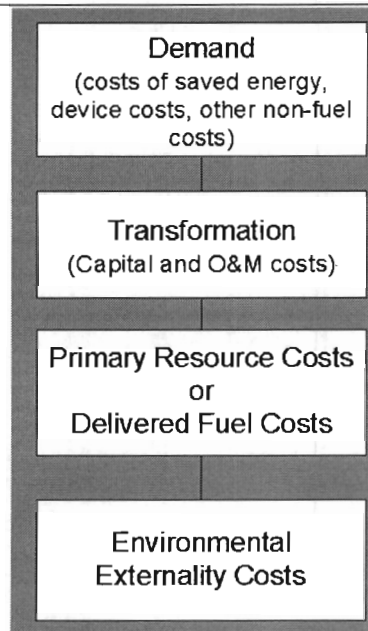 Demand
(costs of saved energy,
device costs, other non-fuel
costs)
Transformation
(Capital and O&M costs)
Primary Resource Costs
or
Delivered Fuel Costs
Environmental
Externality Costs